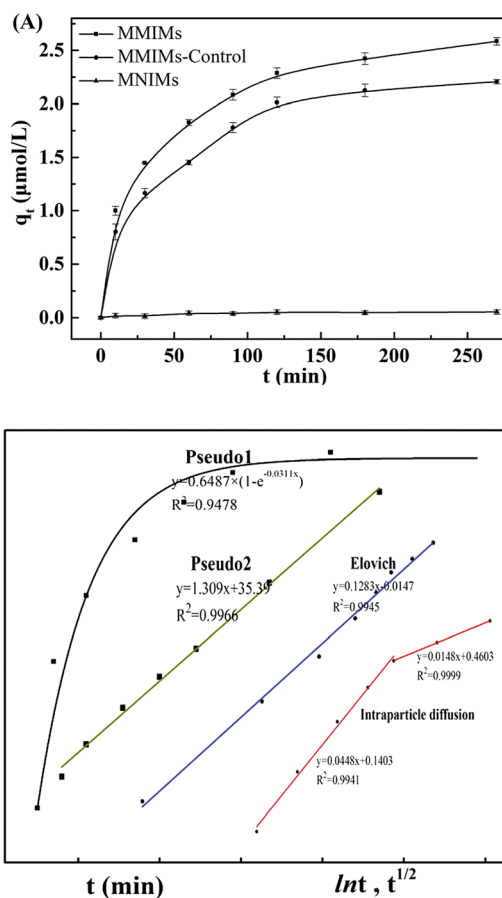 (A)
MMIMs
MMIMs-Control
MNIMs
2.5
2.0
1.5
1.0
0.5
0.0
qt (μmol/L)
0 50 100 150 200 250
t (min)
Pseudo1
y=0.6487×(1-e^-0.0311x)
R²=0.9478
Pseudo2
y=1.309x+35.39
R²=0.9966
Elovich
y=0.1283x-0.0147
R²=0.9945
y=0.0148x+0.4603
R²=0.9999
Intraparticle diffusion
y=0.0448x+0.1403
R²=0.9941
t (min)
lnt , t^1/2